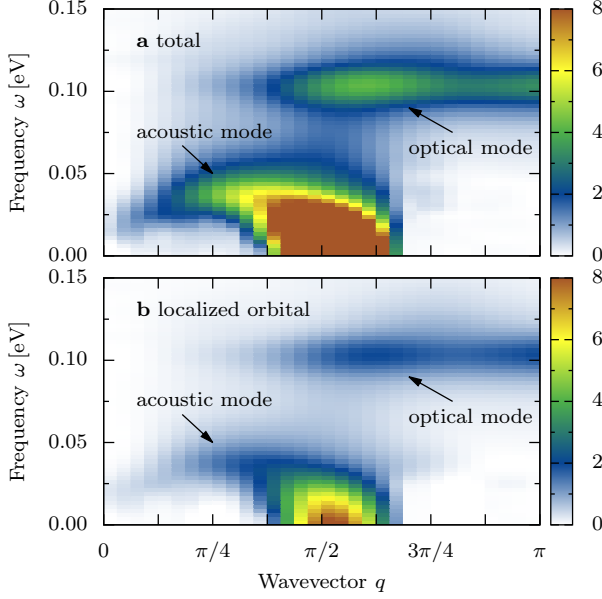 0.15
8
a total
0.10
6
acoustic mode
4
Frequency ω [eV]
0.05
optical mode
2
0.00
0
0.15
8
b localized orbital
6
0.10
acoustic mode
4
Frequency ω [eV]
optical mode
0.05
2
0.00
0
0 π/4 π/2 3π/4 π
Wavevector q